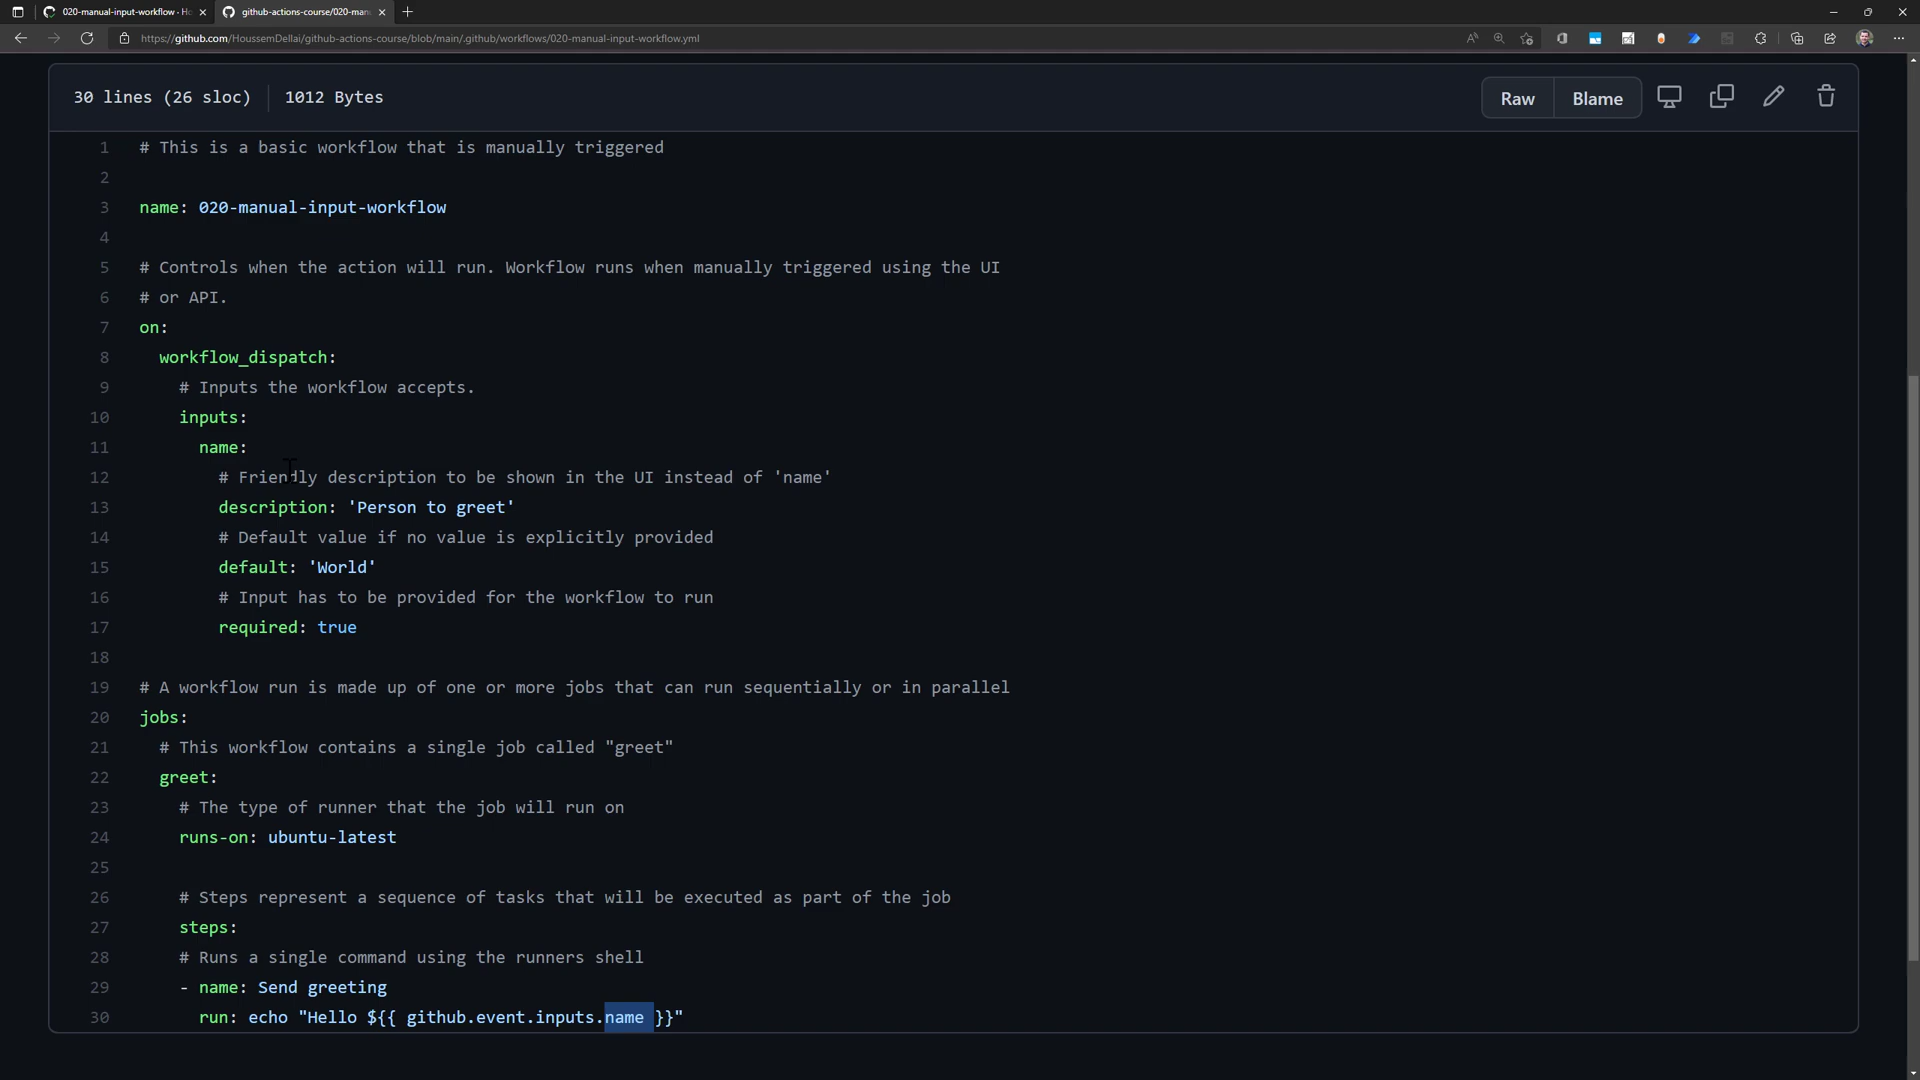 020-manual-input-workflow · Ho
github-actions-course/020-man
https://github.com/HoussemDellai/github-actions-course/blob/main/.github/workflows/020-manual-input-workflow.yml
30 lines (26 sloc) 1012 Bytes
Raw Blame
1 # This is a basic workflow that is manually triggered
2
3 name: 020-manual-input-workflow
4
5 # Controls when the action will run. Workflow runs when manually triggered using the UI
6 # or API.
7 on:
8 workflow_dispatch:
9 # Inputs the workflow accepts.
10 inputs:
11 name:
12 # Friendly description to be shown in the UI instead of 'name'
13 description: 'Person to greet'
14 # Default value if no value is explicitly provided
15 default: 'World'
16 # Input has to be provided for the workflow to run
17 required: true
18
19 # A workflow run is made up of one or more jobs that can run sequentially or in parallel
20 jobs:
21 # This workflow contains a single job called "greet"
22 greet:
23 # The type of runner that the job will run on
24 runs-on: ubuntu-latest
25
26 # Steps represent a sequence of tasks that will be executed as part of the job
27 steps:
28 # Runs a single command using the runners shell
29 - name: Send greeting
30 run: echo "Hello ${{ github.event.inputs.name }}"